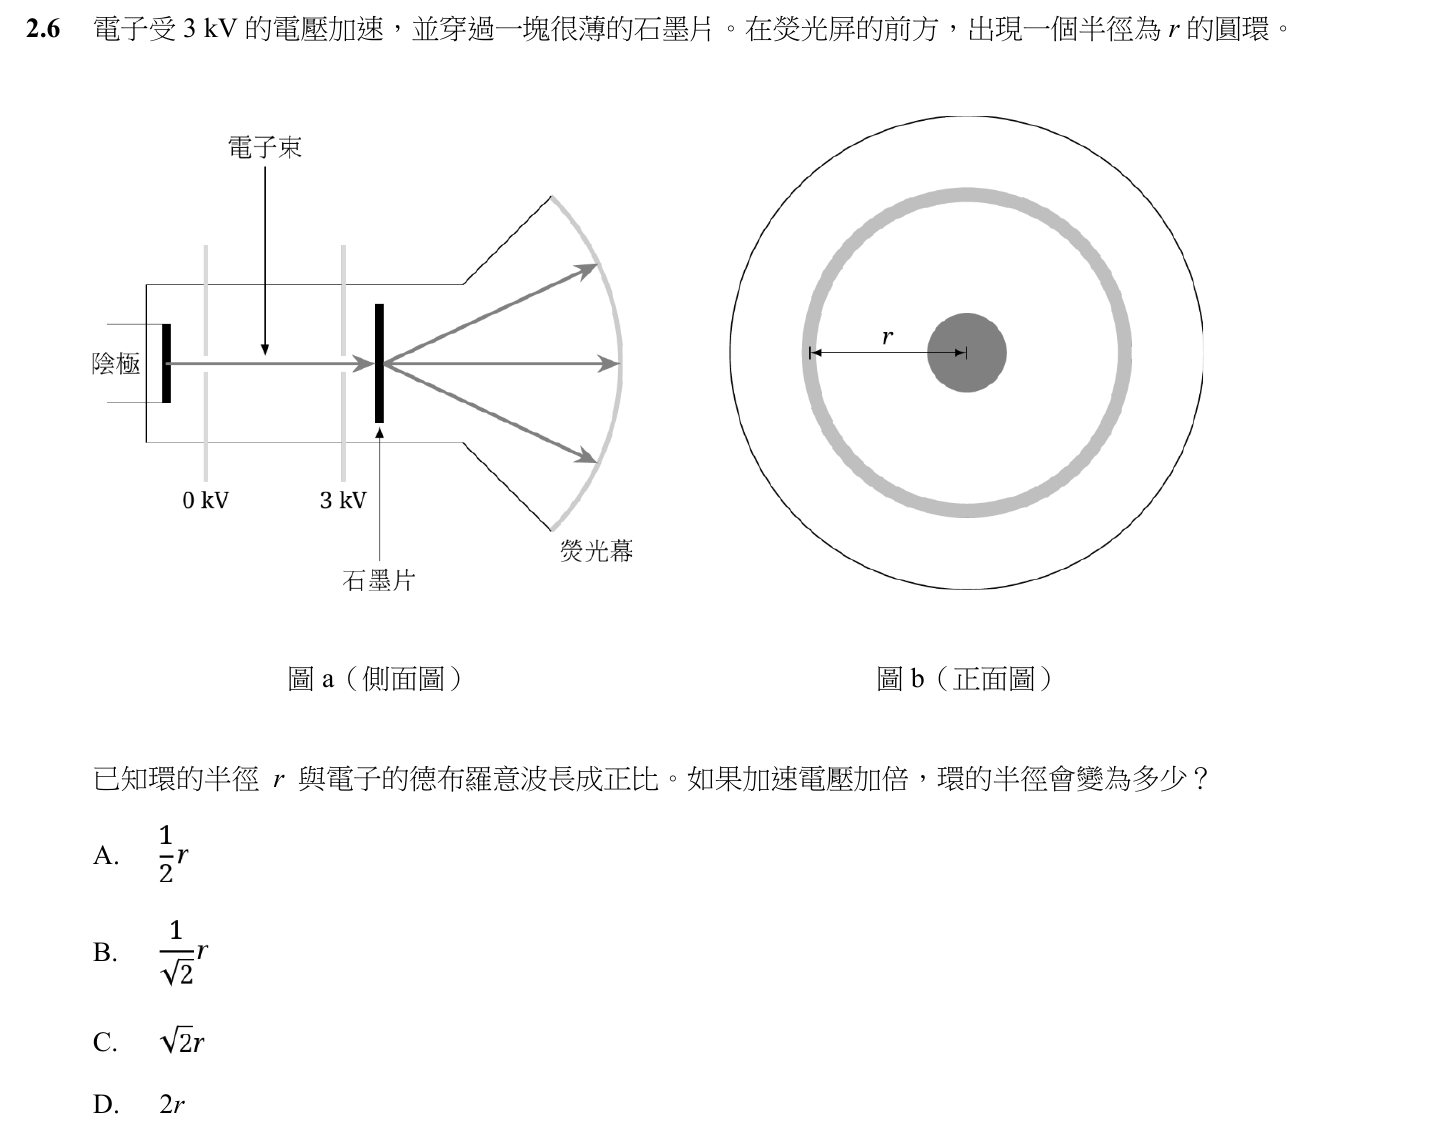 2.6 電子受 3 kV 的電壓加速，並穿過一塊很薄的石墨片。在熒光屏的前方，出現一個半徑為 r 的圓環。
電子束
陰極
0 kV
3 kV
石墨片
熒光幕
r
圖 a（側面圖）
圖 b（正面圖）
已知環的半徑 r 與電子的德布羅意波長成正比。如果加速電壓加倍，環的半徑會變為多少？
A. \frac{1}{2}r
B. \frac{1}{\sqrt{2}}r
C. √2r
D. 2r